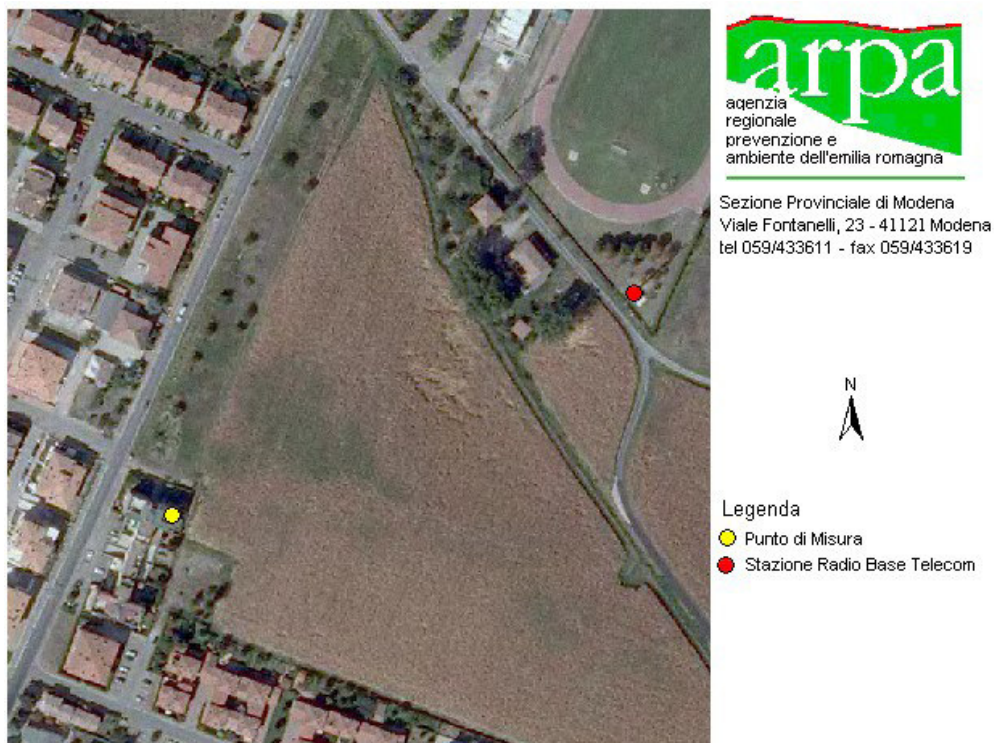 arpa
agenzia
regionale
prevenzione e
ambiente dell'emilia romagna
Sezione Provinciale di Modena
Viale Fontanelli, 23 - 41121 Modena
tel 059/433611 - fax 059/433619
N
Legenda
Punto di Misura
Stazione Radio Base Telecom